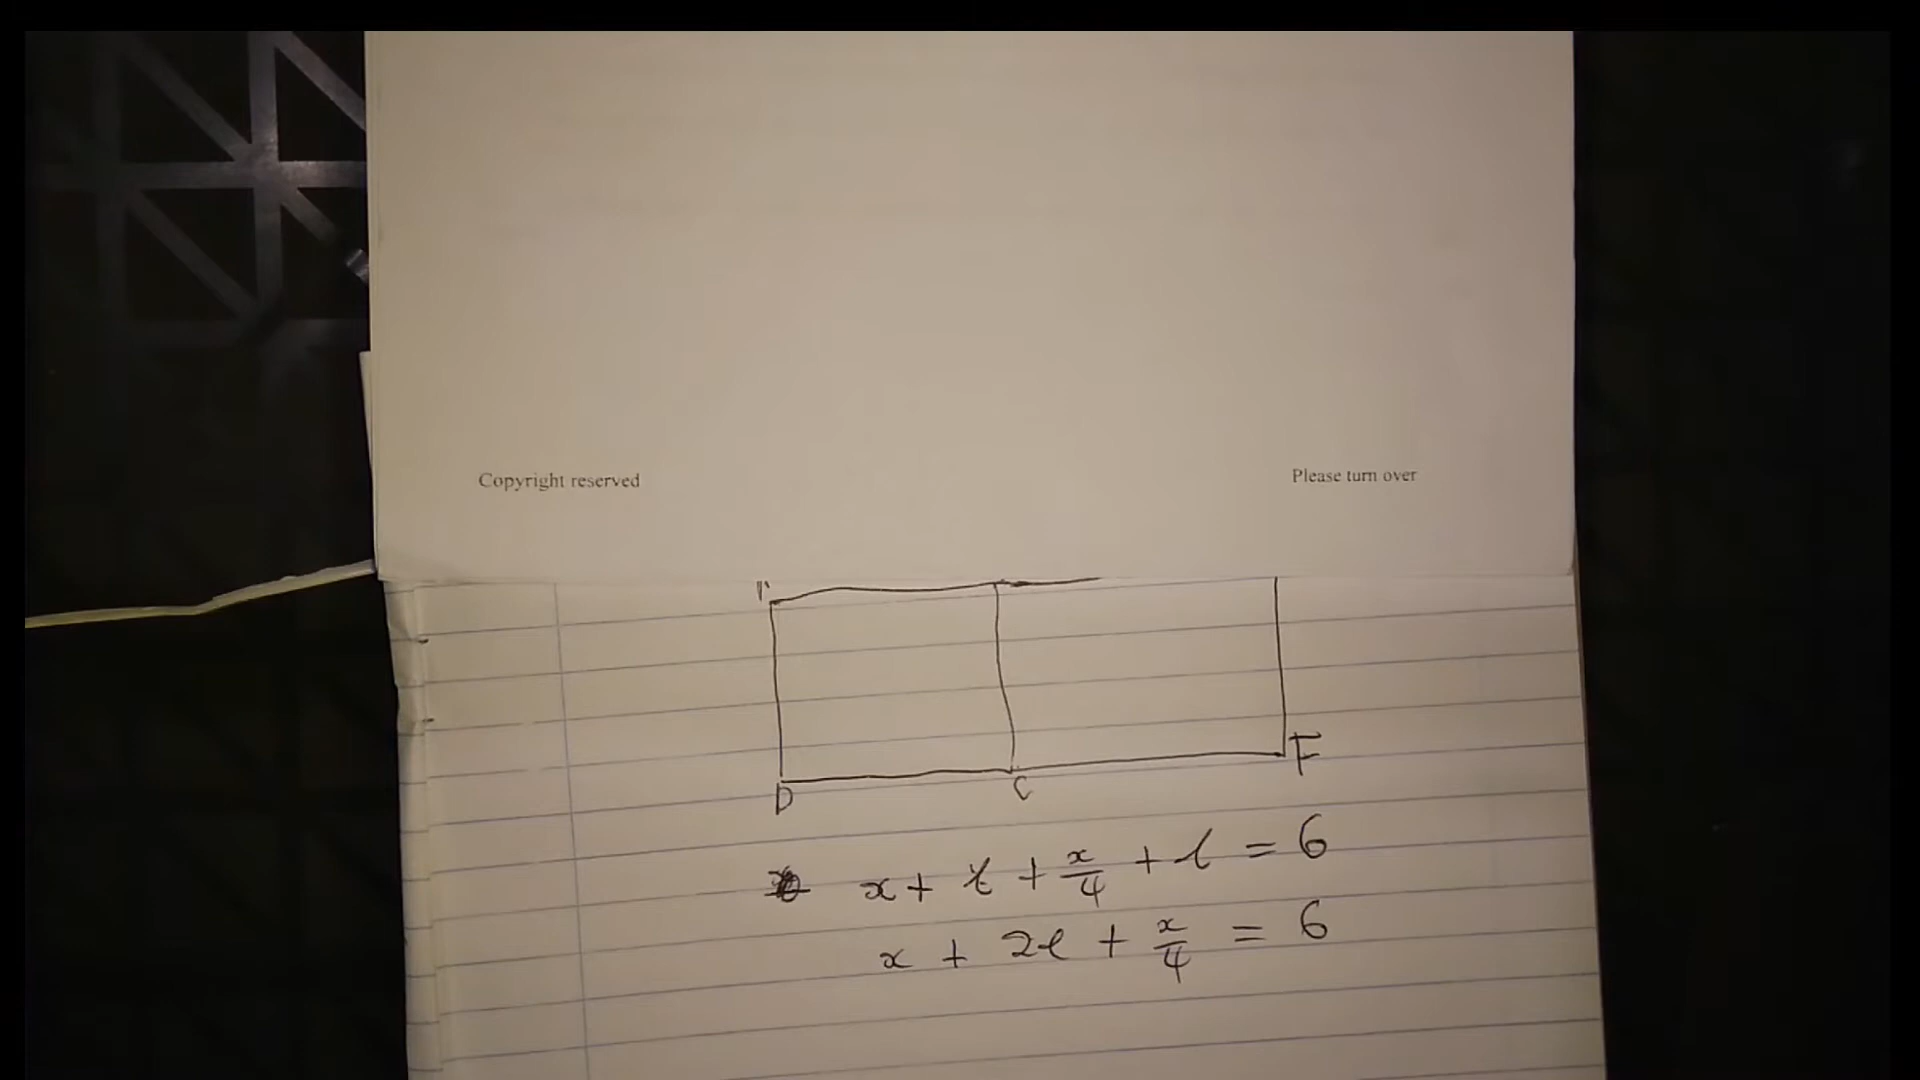 Copyright reserved
Please turn over
F
D
C
x + l + x/4 + l = 6
x + 2l + x/4 = 6